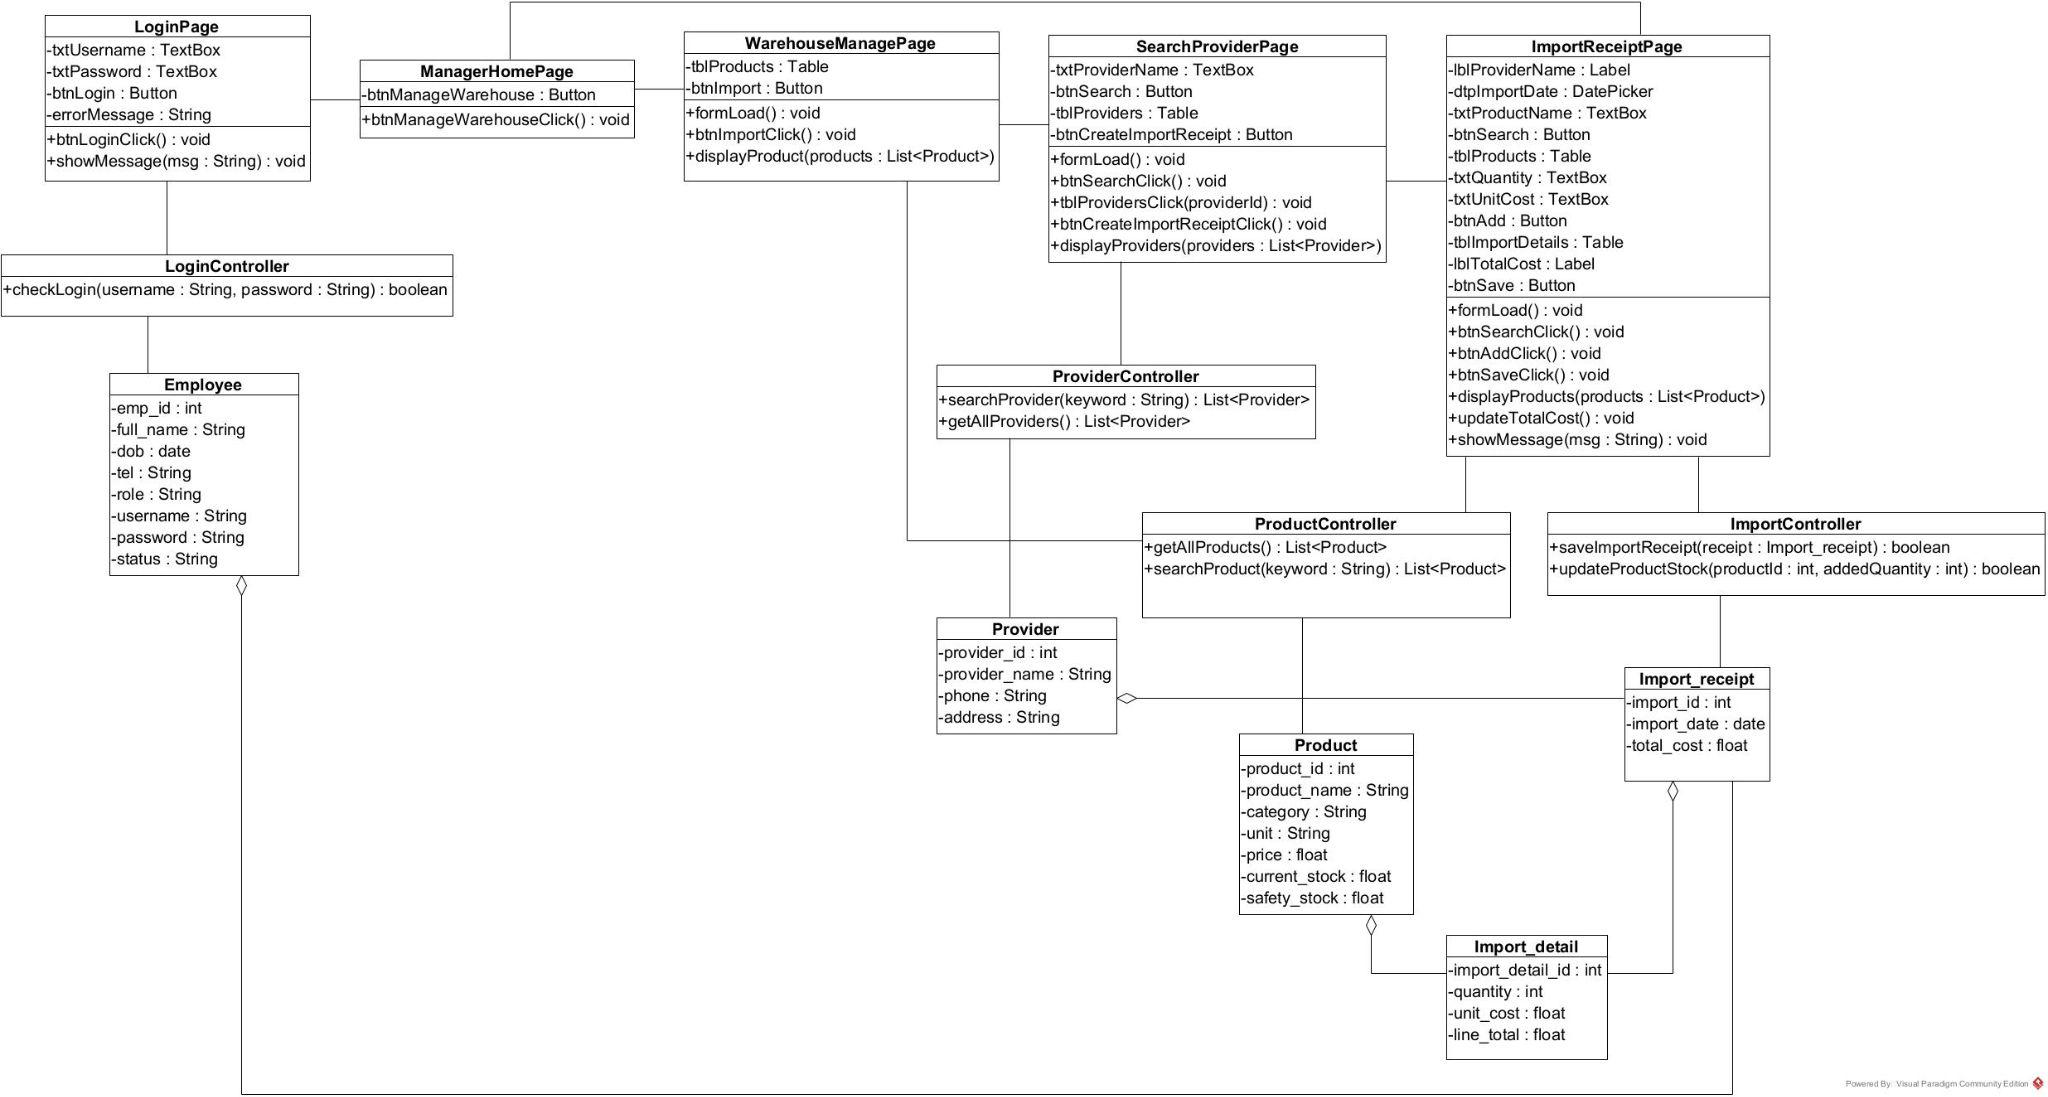 LoginPage
-txtUsername : TextBox
-txtPassword : TextBox
-btnLogin : Button
-errorMessage : String
+btnLoginClick() : void
+showMessage(msg : String) : void
ManagerHomePage
-btnManageWarehouse : Button
+btnManageWarehouseClick() : void
WarehouseManagePage
-tblProducts : Table
-btnImport : Button
+formLoad() : void
+btnImportClick() : void
+displayProduct(products : List<Product>)
SearchProviderPage
-txtProviderName : TextBox
-btnSearch : Button
-tblProviders : Table
-btnCreateImportReceipt : Button
+formLoad() : void
+btnSearchClick() : void
+tblProvidersClick(providerId) : void
+btnCreateImportReceiptClick() : void
+displayProviders(providers : List<Provider>)
ImportReceiptPage
-lblProviderName : Label
-dtpImportDate : DatePicker
-txtProductName : TextBox
-btnSearch : Button
-tblProducts : Table
-txtQuantity : TextBox
-txtUnitCost : TextBox
-btnAdd : Button
-tblImportDetails : Table
-lblTotalCost : Label
-btnSave : Button
+formLoad() : void
+btnSearchClick() : void
+btnAddClick() : void
+btnSaveClick() : void
+displayProducts(products : List<Product>)
+updateTotalCost() : void
+showMessage(msg : String) : void
LoginController
+checkLogin(username : String, password : String) : boolean
Employee
-emp_id : int
-full_name : String
-dob : date
-tel : String
-role : String
-username : String
-password : String
-status : String
ProviderController
+searchProvider(keyword : String) : List<Provider>
+getAllProviders() : List<Provider>
ProductController
+getAllProducts() : List<Product>
+searchProduct(keyword : String) : List<Product>
ImportController
+saveImportReceipt(receipt : Import_receipt) : boolean
+updateProductStock(productId : int, addedQuantity : int) : boolean
Provider
-provider_id : int
-provider_name : String
-phone : String
-address : String
Import_receipt
-import_id : int
-import_date : date
-total_cost : float
Product
-product_id : int
-product_name : String
-category : String
-unit : String
-price : float
-current_stock : float
-safety_stock : float
Import_detail
-import_detail_id : int
-quantity : int
-unit_cost : float
-line_total : float
Powered By: Visual Paradigm Community Edition